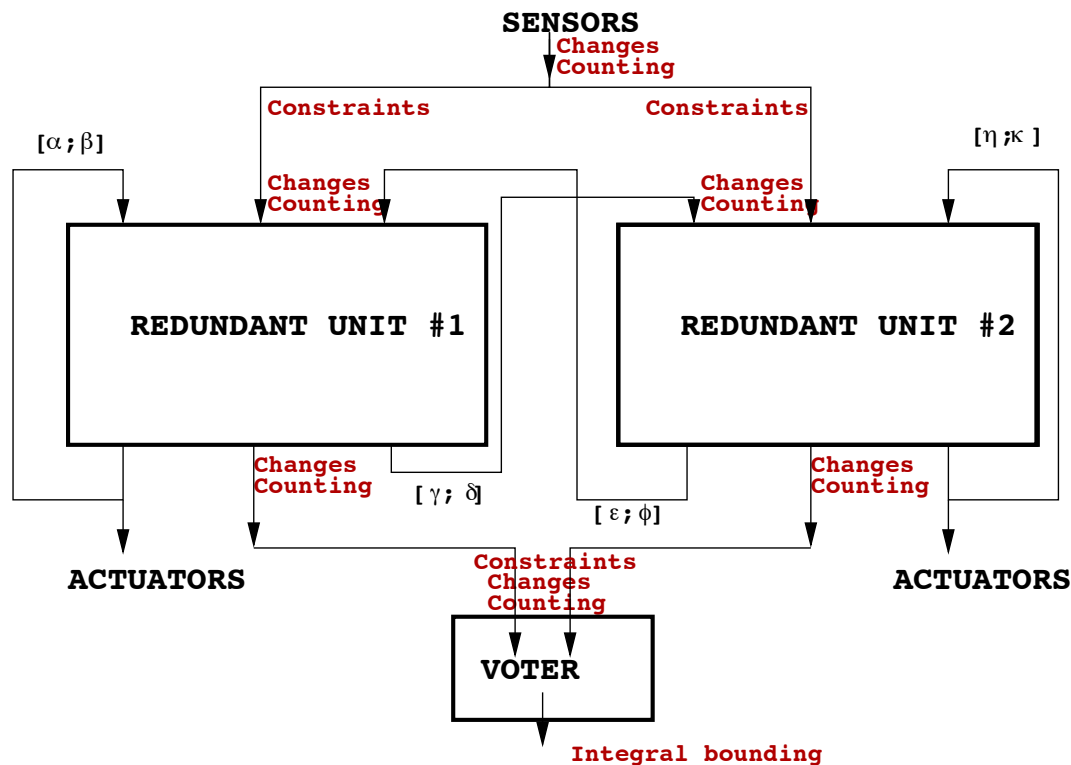 SENSORS
Changes
Counting
Constraints
Constraints
[α;β]
[η;κ ]
Changes
Counting
Changes
Counting
REDUNDANT UNIT #1
REDUNDANT UNIT #2
Changes
Counting
Changes
Counting
[ γ; δ]
[ ε; ϕ]
ACTUATORS
ACTUATORS
Constraints
Changes
Counting
VOTER
Integral bounding